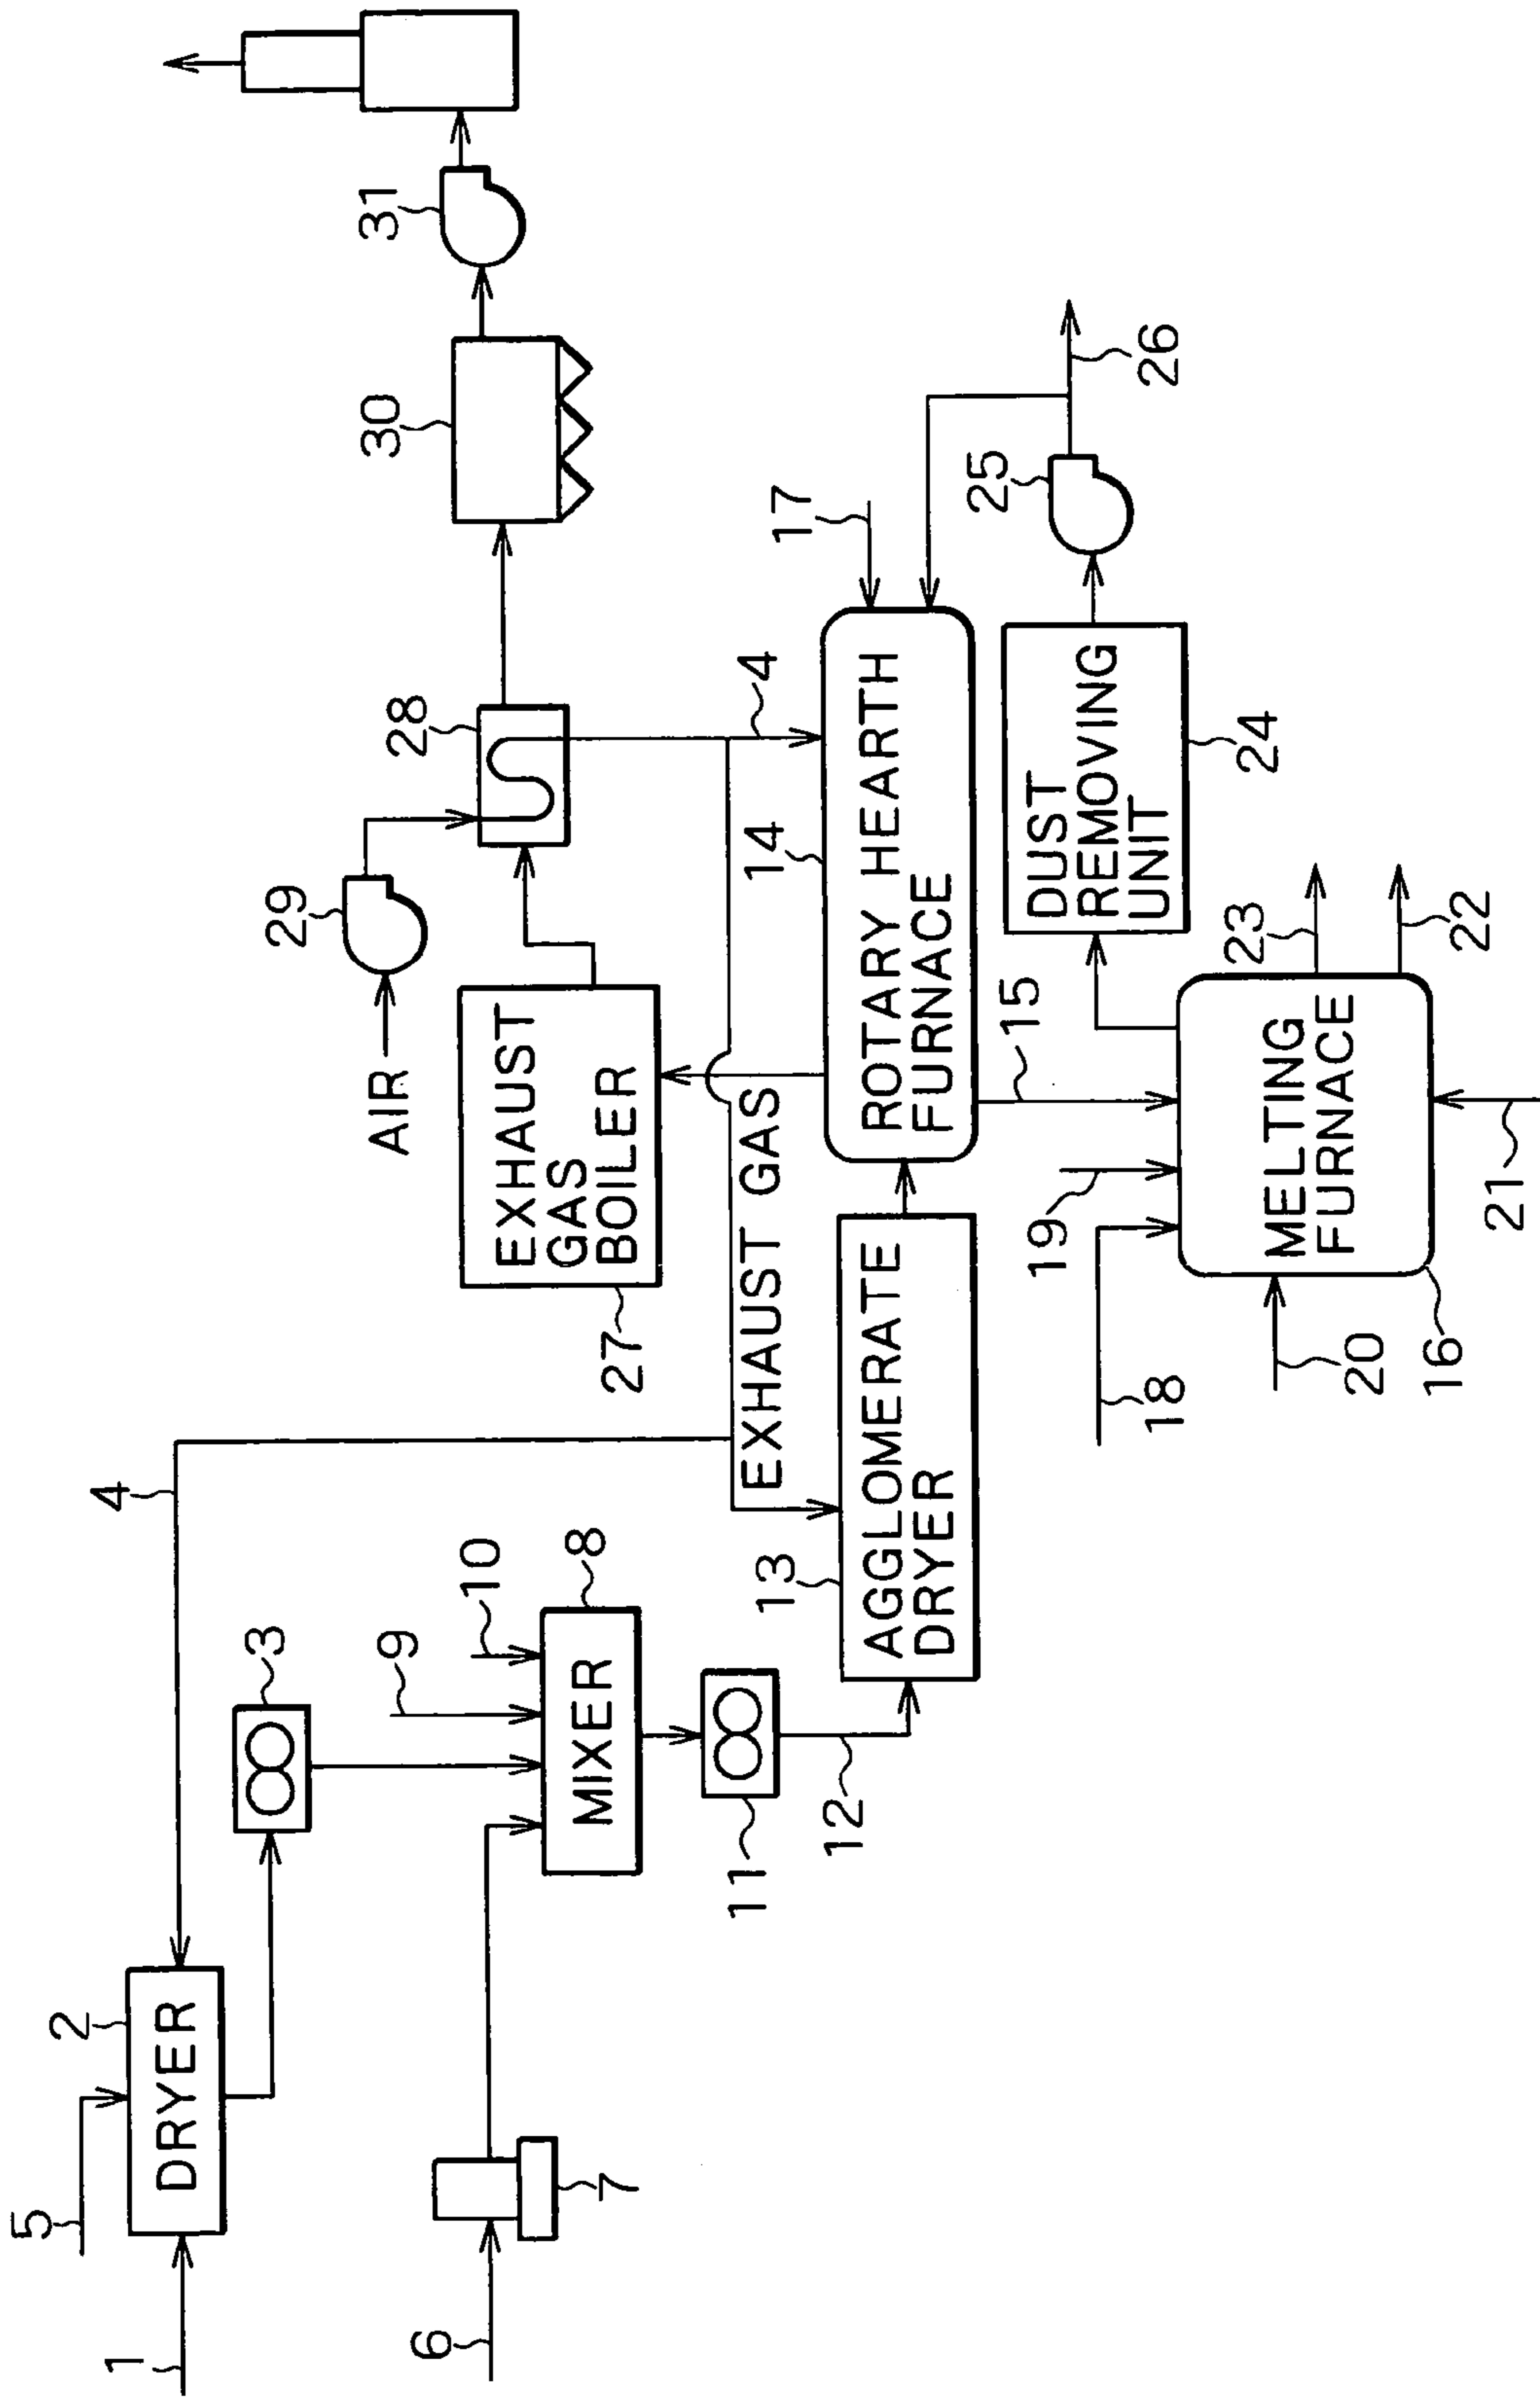 5
2
1
DRYER
4
3
6
7
9
10
8
MIXER
11
12
13
AGGLOMERATE
DRYER
AIR
29
28
30
31
EXHAUST
GAS
BOILER
27
EXHAUST GAS
4
14
17
ROTARY HEARTH
FURNACE
15
25
26
DUST
REMOVING
UNIT
24
18
19
20
16
MELTING
FURNACE
21
23
22